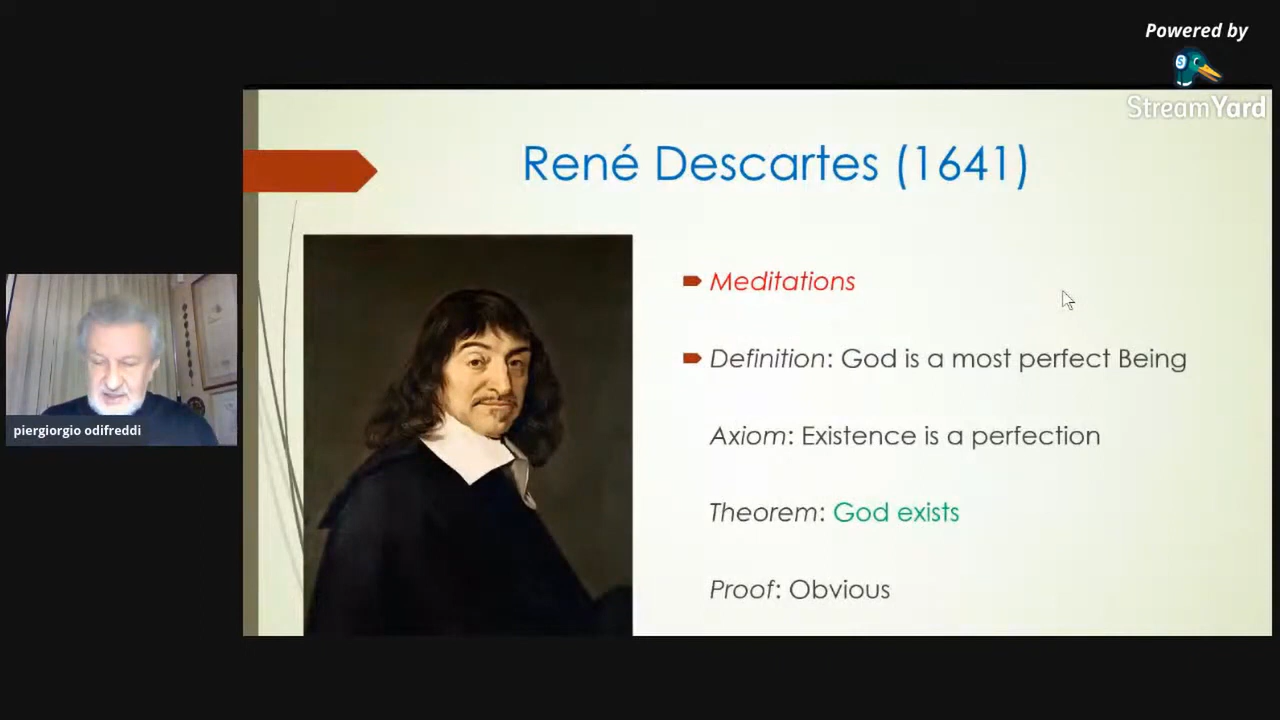 Powered by
StreamYard
René Descartes (1641)
Meditations
Definition: God is a most perfect Being
Axiom: Existence is a perfection
Theorem: God exists
Proof: Obvious
piergiorgio odifreddi